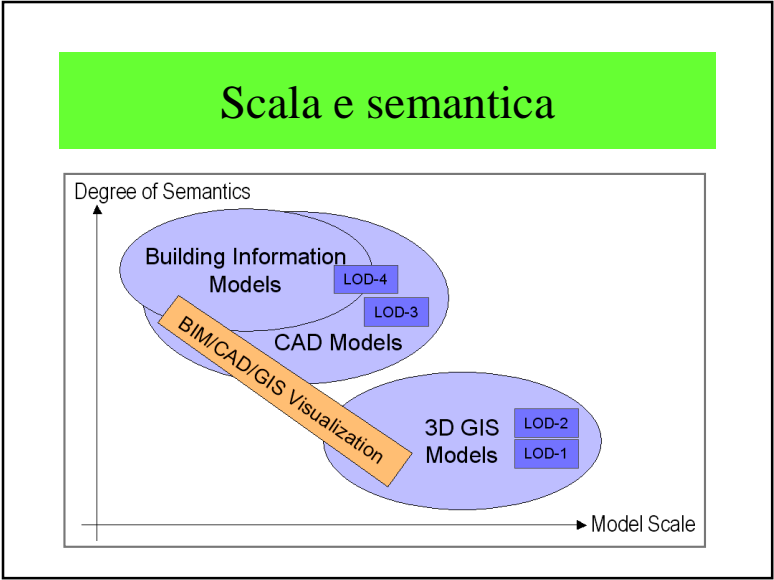 Scala e semantica
Degree of Semantics
Building Information
Models
LOD-4
LOD-3
CAD Models
BIM/CAD/GIS Visualization
3D GIS
Models
LOD-2
LOD-1
Model Scale